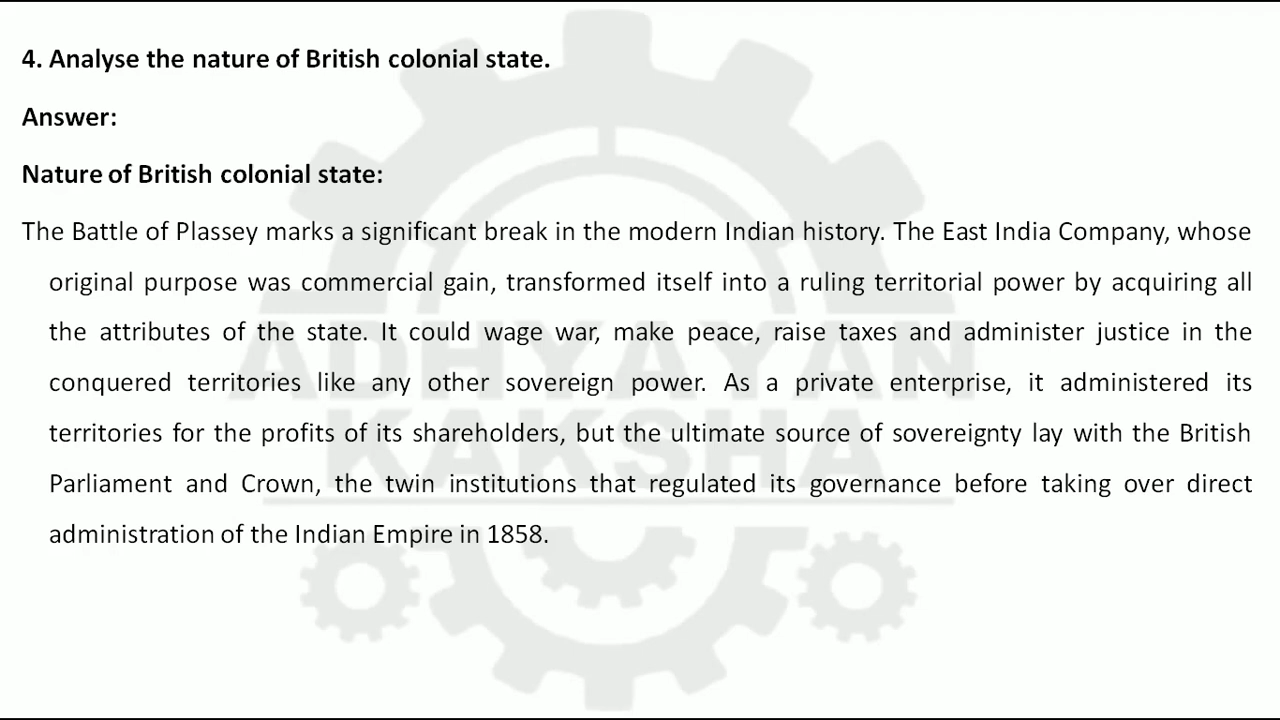 4. Analyse the nature of British colonial state.
Answer:
Nature of British colonial state:
The Battle of Plassey marks a significant break in the modern Indian history. The East India Company, whose
original purpose was commercial gain, transformed itself into a ruling territorial power by acquiring all
the attributes of the state. It could wage war, make peace, raise taxes and administer justice in the
conquered territories like any other sovereign power. As a private enterprise, it administered its
territories for the profits of its shareholders, but the ultimate source of sovereignty lay with the British
Parliament and Crown, the twin institutions that regulated its governance before taking over direct
administration of the Indian Empire in 1858.
ADHYAYAN
KAKSHA